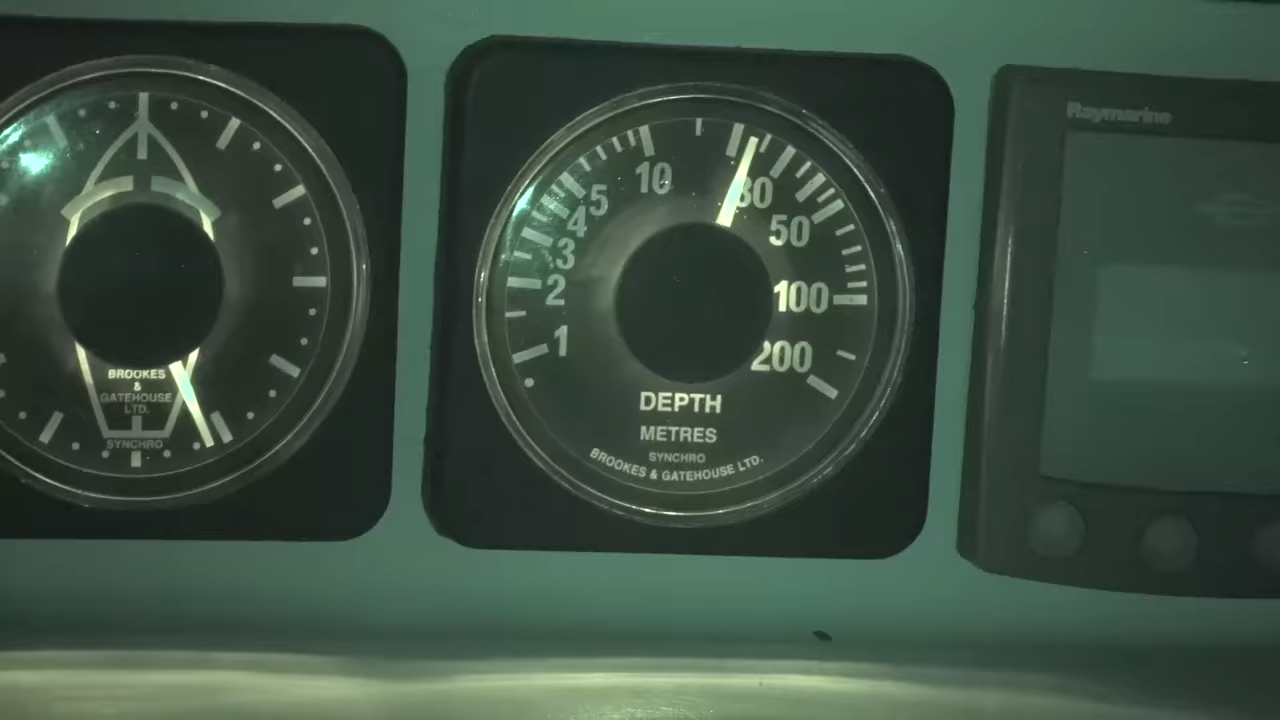 BROOKES
&
GATEHOUSE
LTD.
SYNCHRO
1
2
3
4
5
10
30
50
100
200
DEPTH
METRES
SYNCHRO
BROOKES & GATEHOUSE LTD.
Raymarine